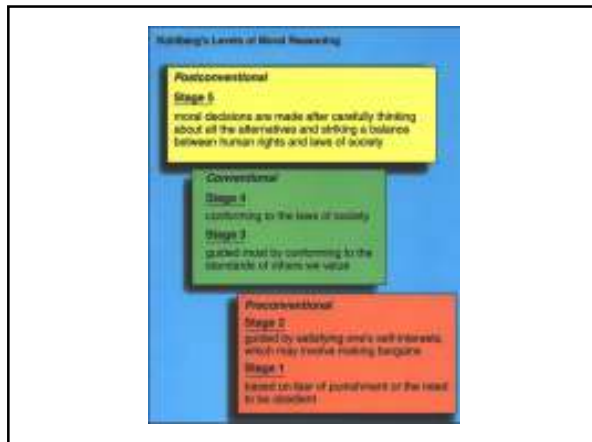 Kohlberg's Levels of Moral Reasoning
Postconventional
Stage 5
moral decisions are made after carefully thinking
about all the alternatives and striking a balance
between human rights and laws of society
Conventional
Stage 4
conforming to the laws of society
Stage 3
guided most by conforming to the
standards of others we value
Preconventional
Stage 2
guided by satisfying one's self-interests,
which may involve making bargains
Stage 1
based on fear of punishment or the need
to be obedient